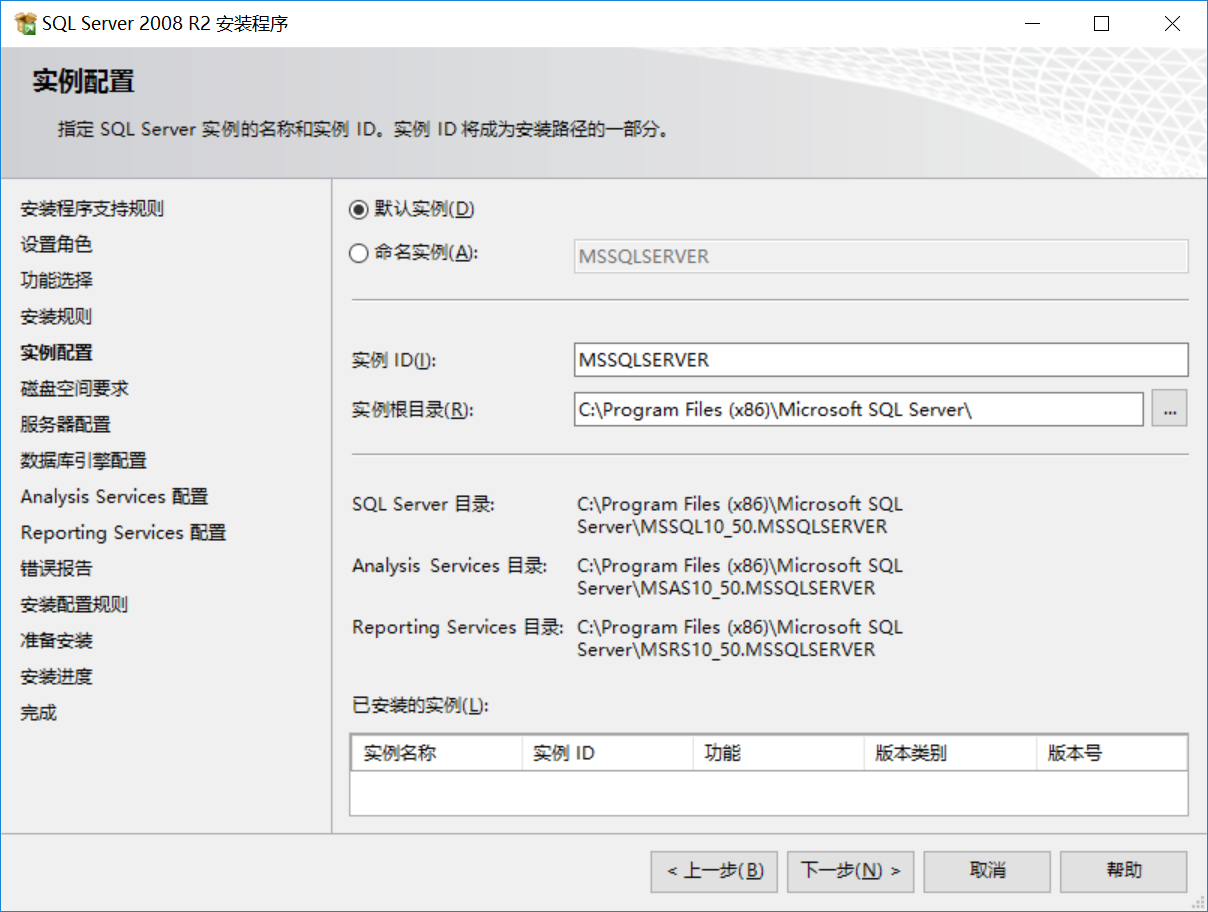 SQL Server 2008 R2 安装程序
实例配置
指定 SQL Server 实例的名称和实例 ID。实例 ID 将成为安装路径的一部分。
安装程序支持规则
设置角色
功能选择
安装规则
实例配置
磁盘空间要求
服务器配置
数据库引擎配置
Analysis Services 配置
Reporting Services 配置
错误报告
安装配置规则
准备安装
安装进度
完成
默认实例(D)
命名实例(A): MSSQLSERVER
实例 ID(I): MSSQLSERVER
实例根目录(R): C:\Program Files (x86)\Microsoft SQL Server\ ...
SQL Server 目录: C:\Program Files (x86)\Microsoft SQL
Server\MSSQL10_50.MSSQLSERVER
Analysis Services 目录: C:\Program Files (x86)\Microsoft SQL
Server\MSAS10_50.MSSQLSERVER
Reporting Services 目录: C:\Program Files (x86)\Microsoft SQL
Server\MSRS10_50.MSSQLSERVER
已安装的实例(L):
实例名称 实例 ID 功能 版本类别 版本号
< 上一步(B) 下一步(N) > 取消 帮助